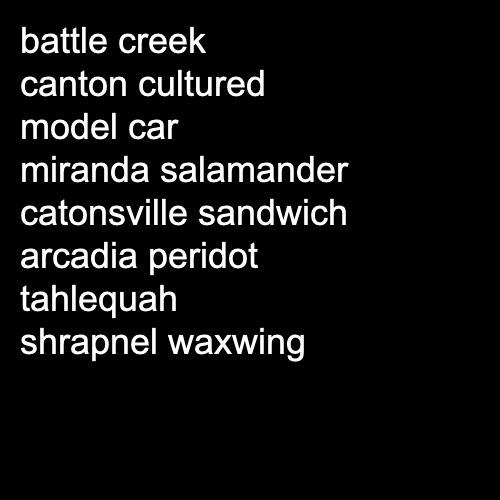 battle creek
canton cultured
model car
miranda salamander
catonsville sandwich
arcadia peridot
tahlequah
shrapnel waxwing